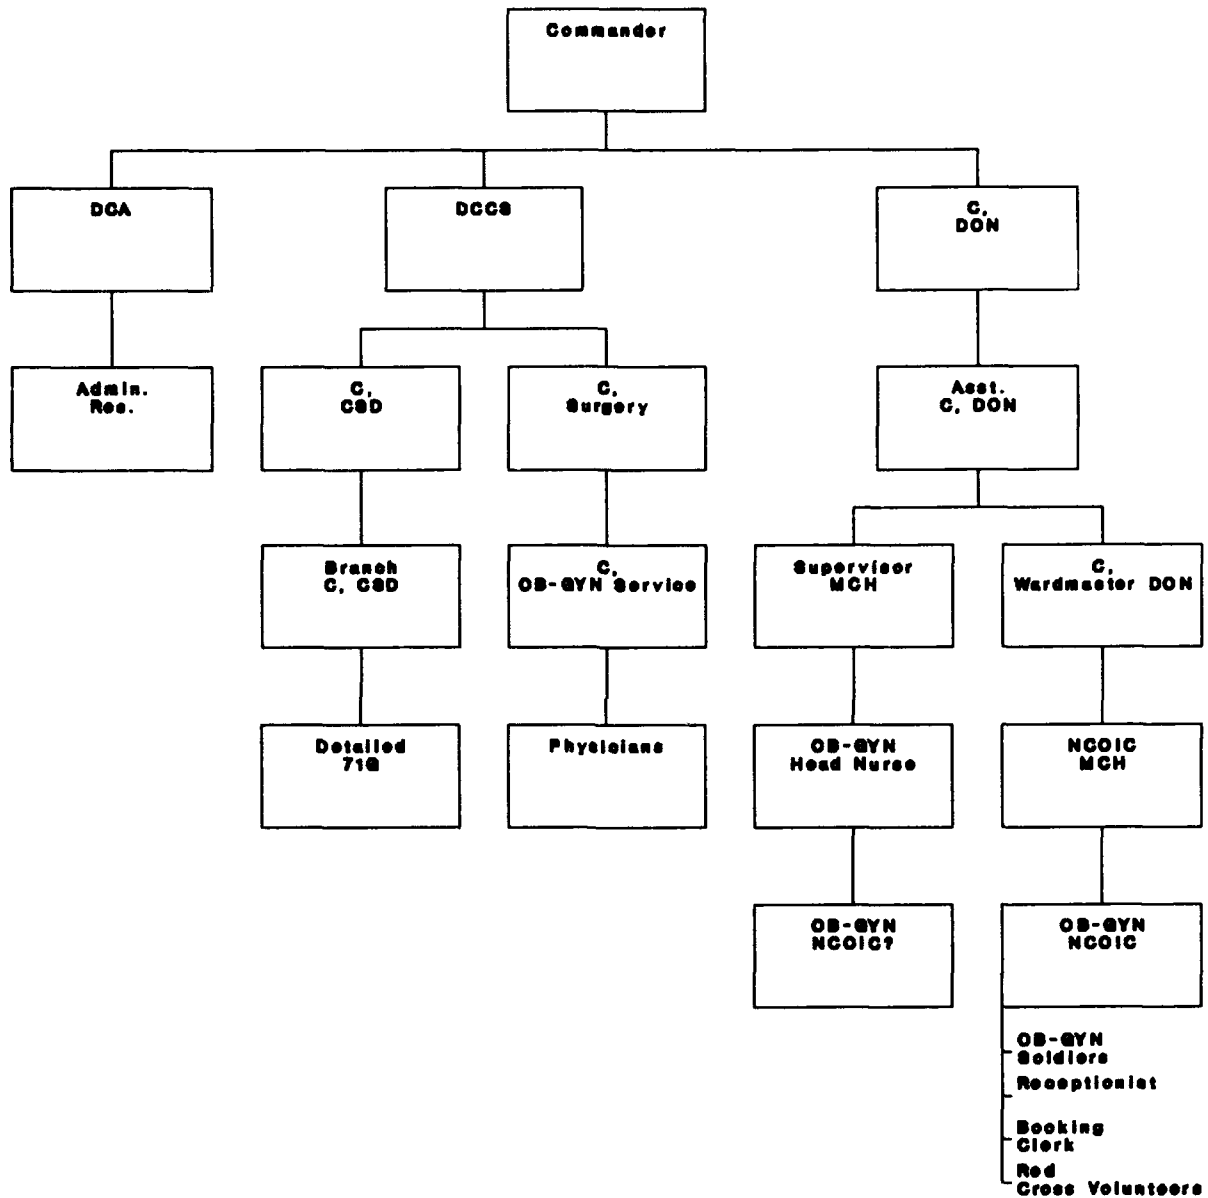 Commander
DCA
DCCS
C,
DON
Admin.
Res.
C,
CSD
C,
Surgery
Asst.
C, DON
Branch
C, CSD
C,
OB-GYN Service
Supervisor
MCH
C,
Wardmaster DON
Detailed
71G
Physicians
OB-GYN
Head Nurse
NCOIC
MCH
OB-GYN
NCOIC?
OB-GYN
NCOIC
OB-GYN
Soldiers
Receptionist
Booking
Clerk
Red
Cross Volunteers